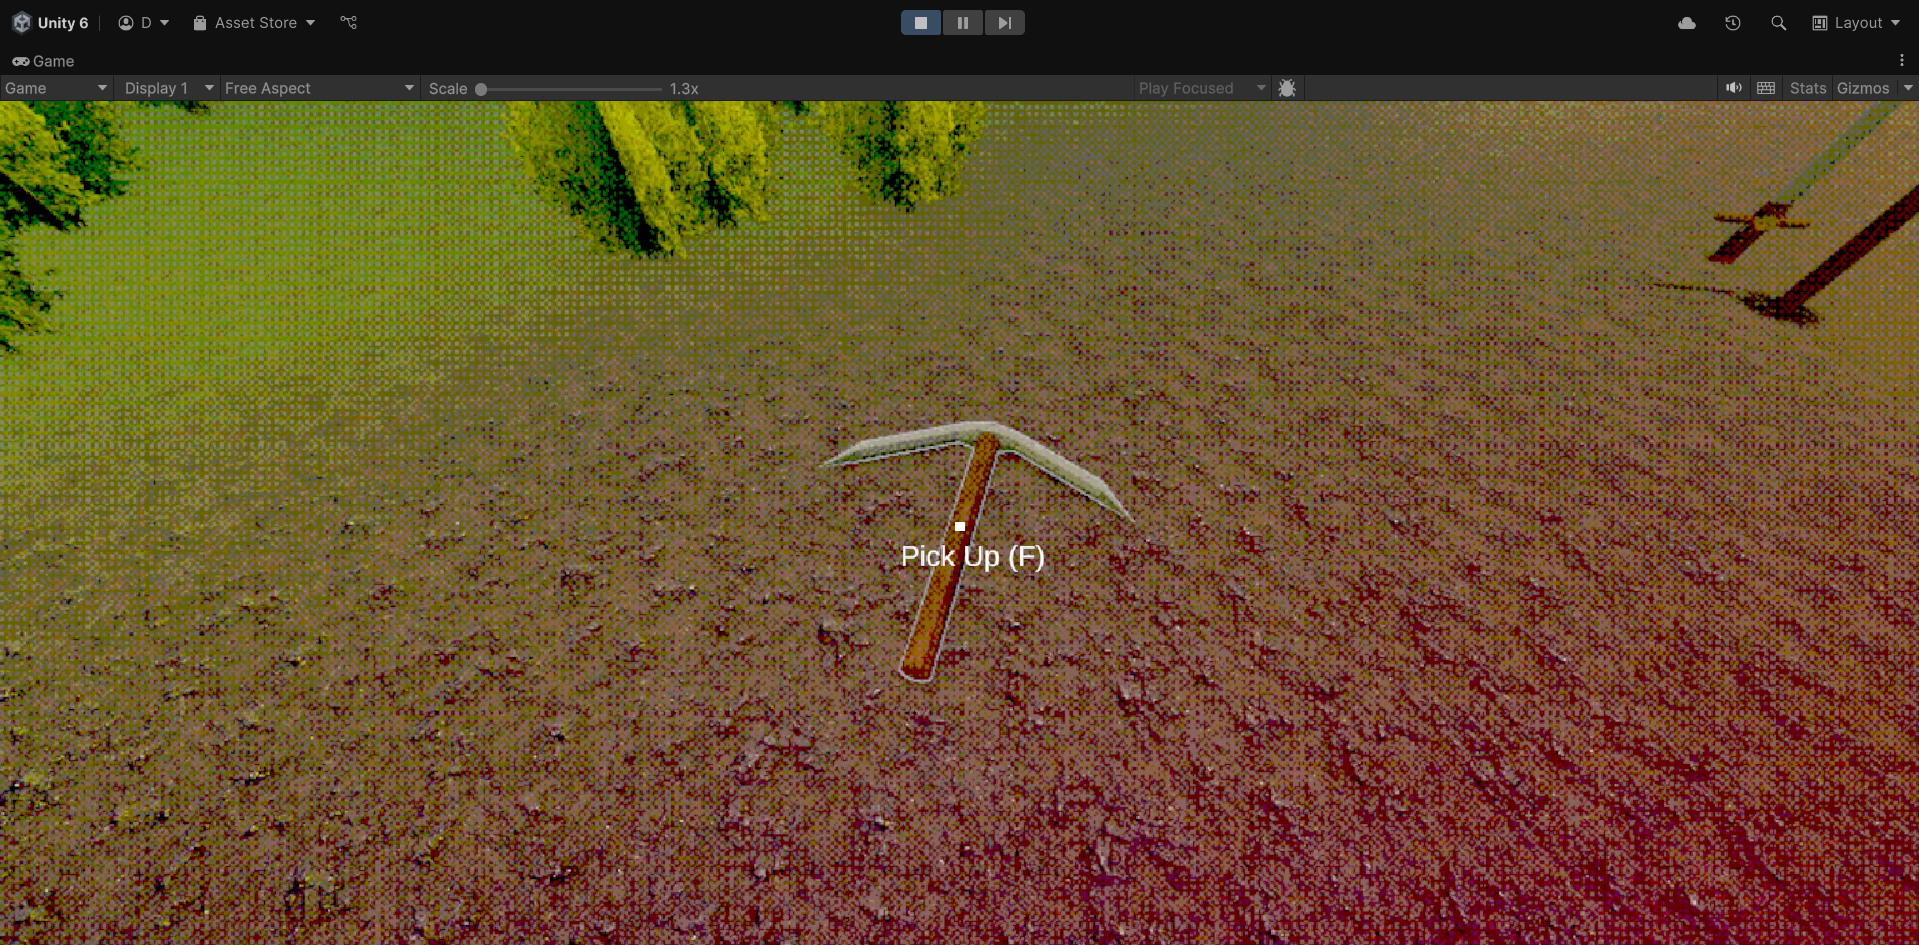 Unity 6 D Asset Store Layout
Game
Game Display 1 Free Aspect Scale 1.3x Play Focused Stats Gizmos
Pick Up (F)